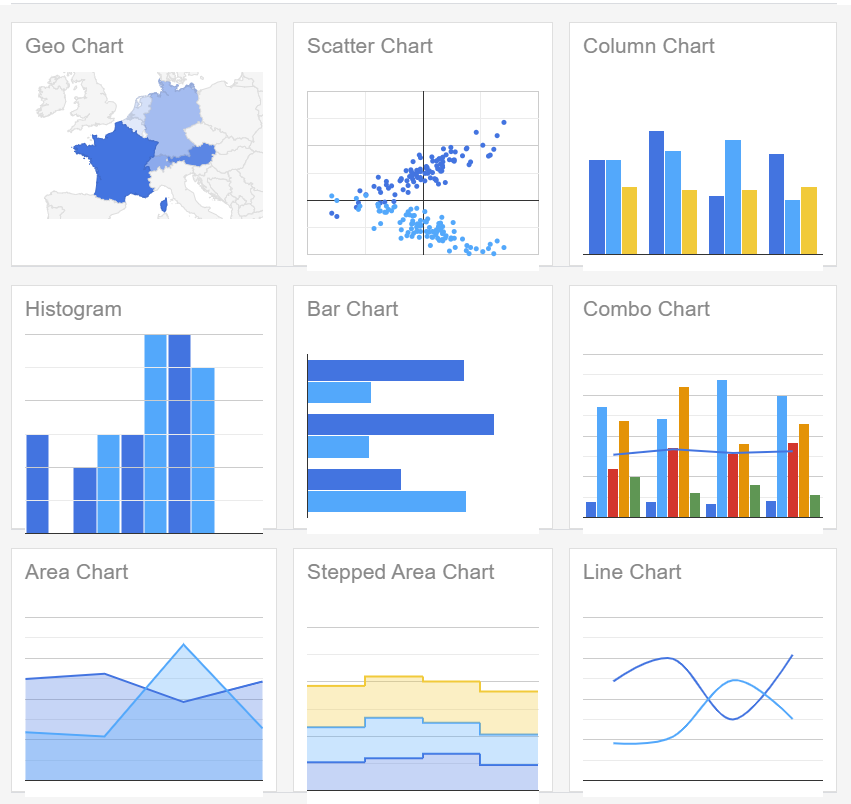 Geo Chart
Scatter Chart
Column Chart
Histogram
Bar Chart
Combo Chart
Area Chart
Stepped Area Chart
Line Chart